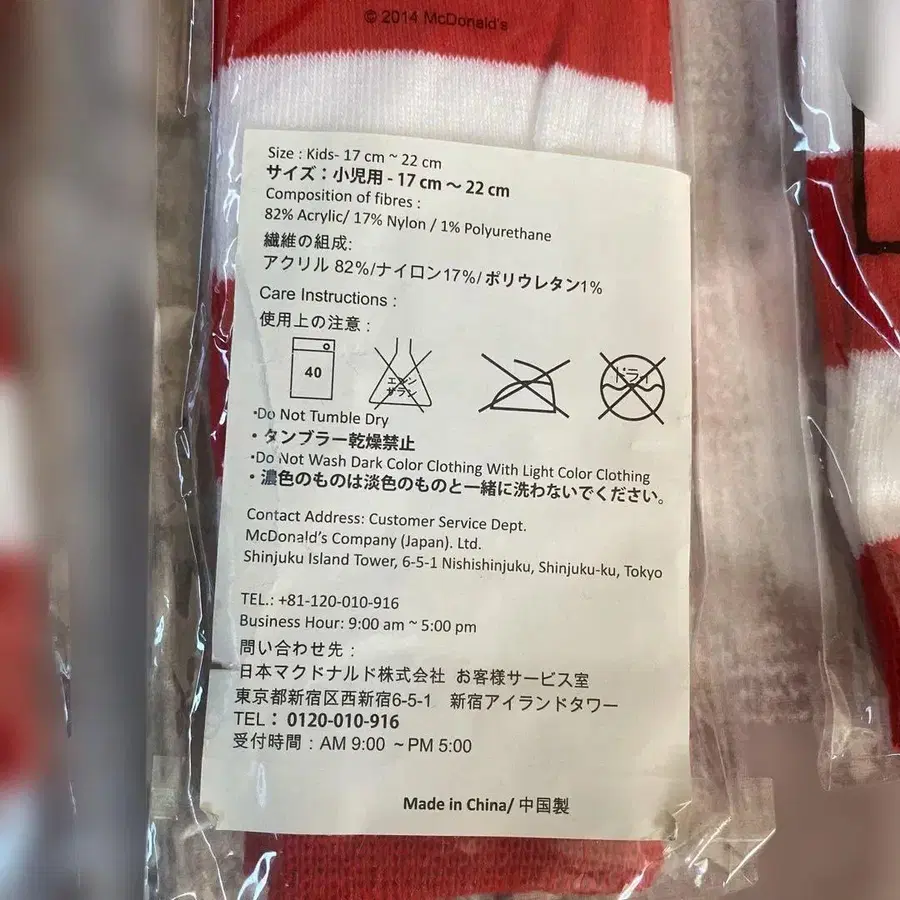 © 2014 McDonald's
Size : Kids- 17 cm ~ 22 cm
サイズ：小児用 - 17 cm ～ 22 cm
Composition of fibres :
82% Acrylic/ 17% Nylon / 1% Polyurethane
繊維の組成:
アクリル 82%/ナイロン17%/ ポリウレタン1%
Care Instructions :
使用上の注意 :
40
エンソ
サラン
ドライ
・Do Not Tumble Dry
・タンブラー乾燥禁止
・Do Not Wash Dark Color Clothing With Light Color Clothing
・濃色のものは淡色のものと一緒に洗わないでください。
Contact Address: Customer Service Dept.
McDonald's Company (Japan). Ltd.
Shinjuku Island Tower, 6-5-1 Nishishinjuku, Shinjuku-ku, Tokyo
TEL.: +81-120-010-916
Business Hour: 9:00 am ~ 5:00 pm
問い合わせ先 :
日本マクドナルド株式会社 お客様サービス室
東京都新宿区西新宿6-5-1 新宿アイランドタワー
TEL： 0120-010-916
受付時間 : AM 9:00 ～PM 5:00
Made in China/ 中国製